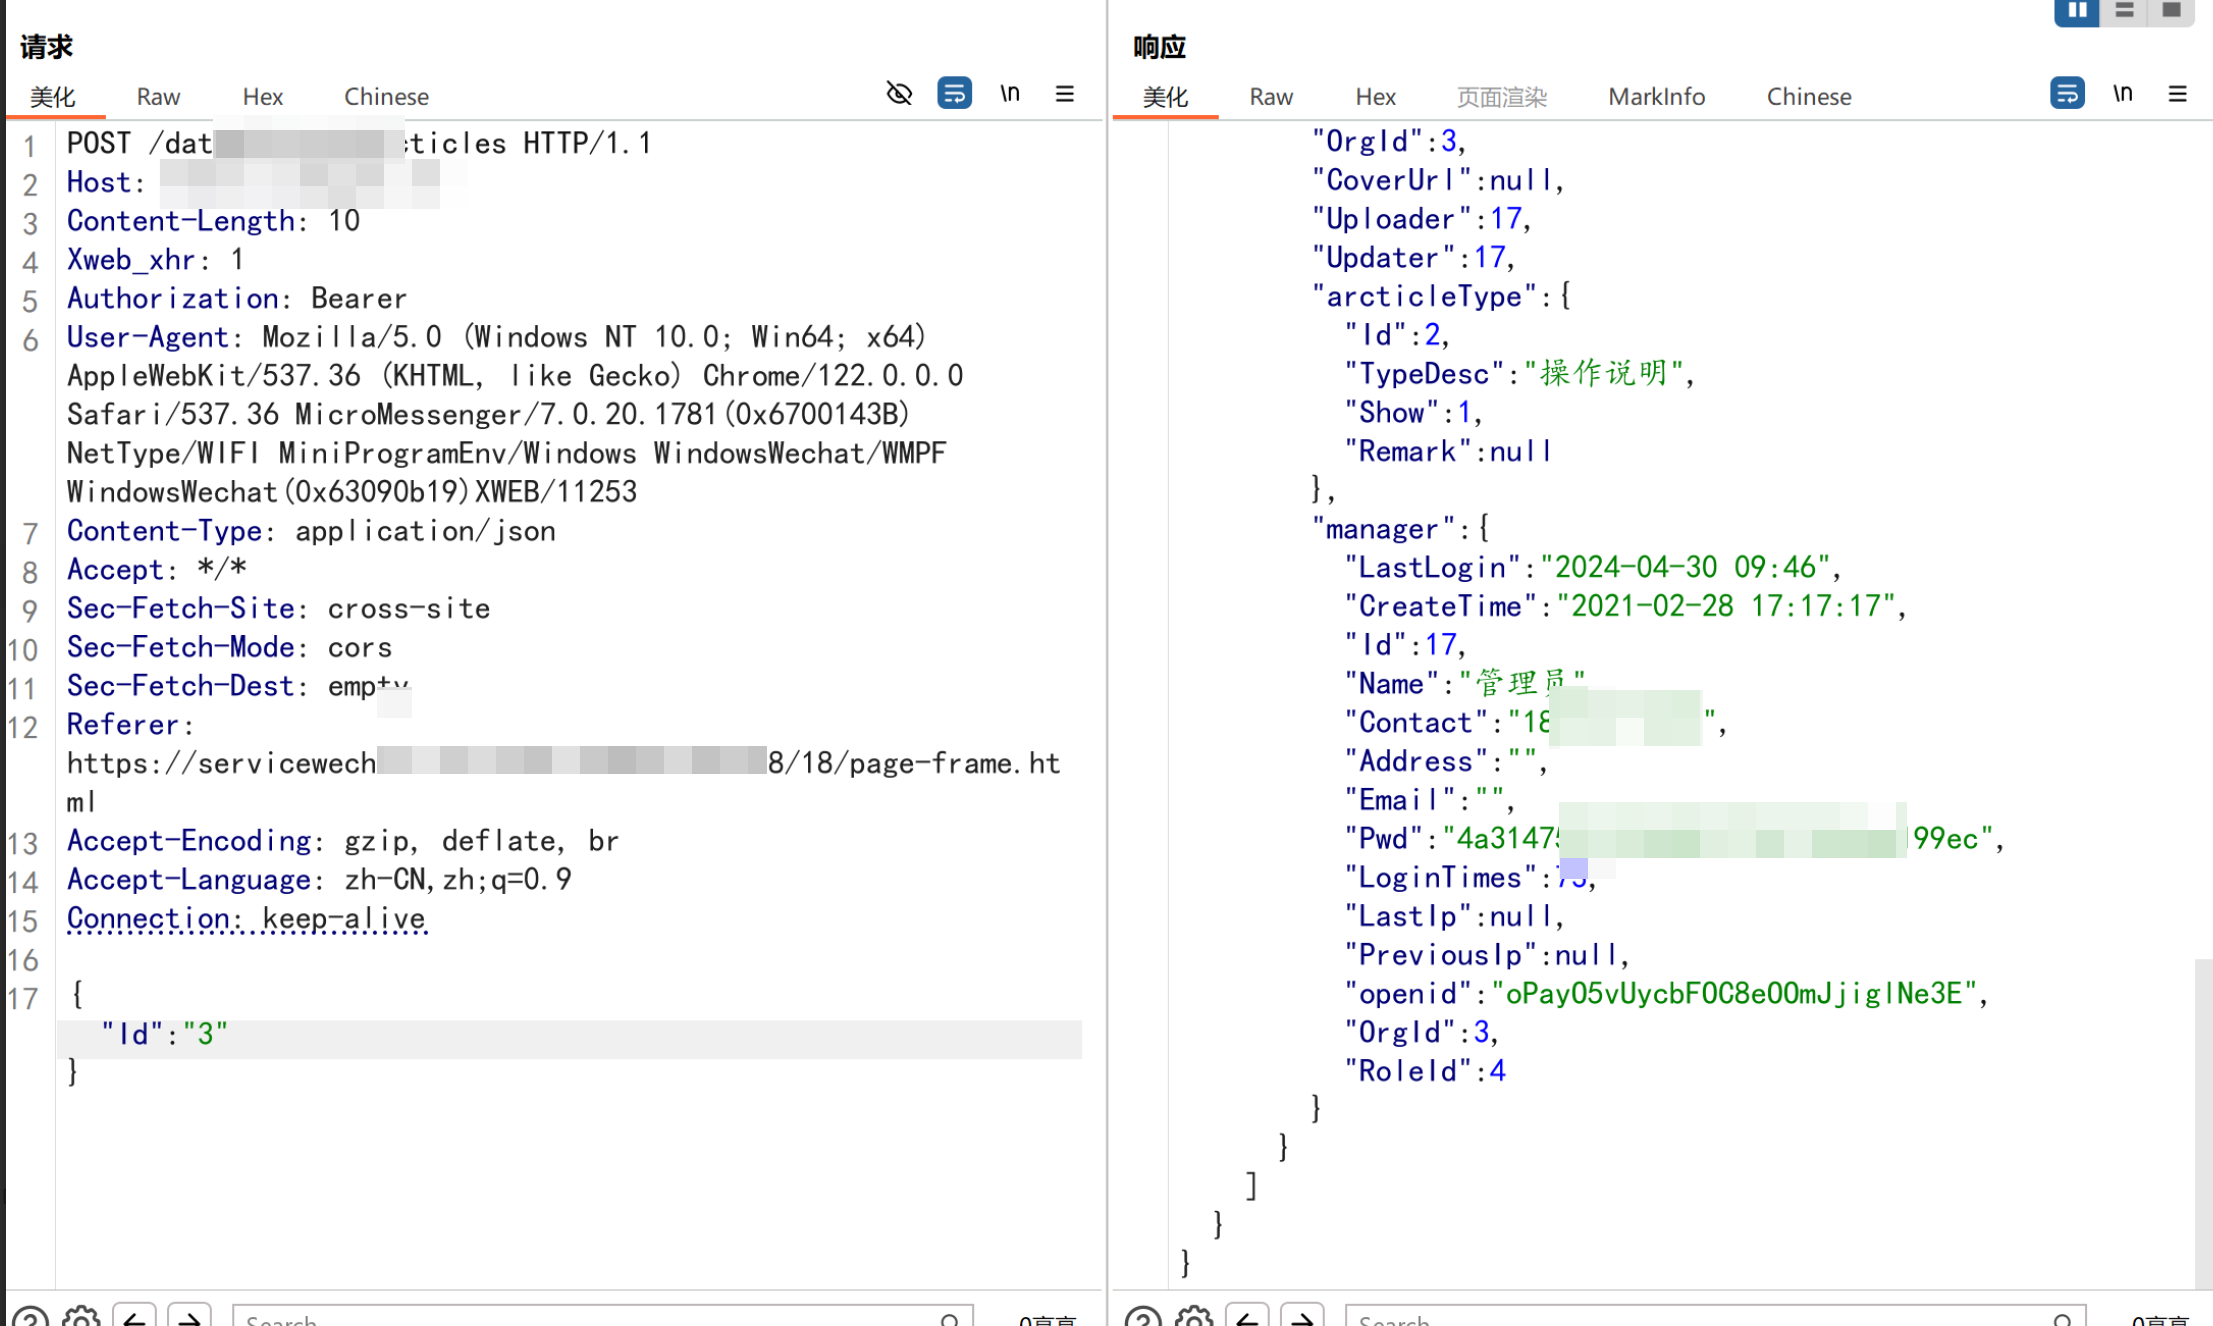 请求
美化 Raw Hex Chinese \n
1 POST /dat ticles HTTP/1.1
2 Host:
3 Content-Length: 10
4 Xweb_xhr: 1
5 Authorization: Bearer
6 User-Agent: Mozilla/5.0 (Windows NT 10.0; Win64; x64)
AppleWebKit/537.36 (KHTML, like Gecko) Chrome/122.0.0.0
Safari/537.36 MicroMessenger/7.0.20.1781(0x6700143B)
NetType/WIFI MiniProgramEnv/Windows WindowsWechat/WMPF
WindowsWechat(0x63090b19)XWEB/11253
7 Content-Type: application/json
8 Accept: */*
9 Sec-Fetch-Site: cross-site
10 Sec-Fetch-Mode: cors
11 Sec-Fetch-Dest: empty
12 Referer:
https://servicewech 8/18/page-frame.ht
ml
13 Accept-Encoding: gzip, deflate, br
14 Accept-Language: zh-CN,zh;q=0.9
15 Connection: keep-alive
16
17 {
"Id":"3"
}
Search
0高亮
响应
美化 Raw Hex 页面渲染 MarkInfo Chinese \n
"OrgId":3,
"CoverUrl":null,
"Uploader":17,
"Updater":17,
"arcticleType":{
"Id":2,
"TypeDesc":"操作说明",
"Show":1,
"Remark":null
},
"manager":{
"LastLogin":"2024-04-30 09:46",
"CreateTime":"2021-02-28 17:17:17",
"Id":17,
"Name":"管理员"
"Contact":"18 ",
"Address":"",
"Email":"",
"Pwd":"4a3147 99ec",
"LoginTimes":73,
"LastIp":null,
"PreviousIp":null,
"openid":"oPayO5vUycbFOC8eOOmJjiglNe3E",
"OrgId":3,
"RoleId":4
}
}
]
}
}
Search
0高亮